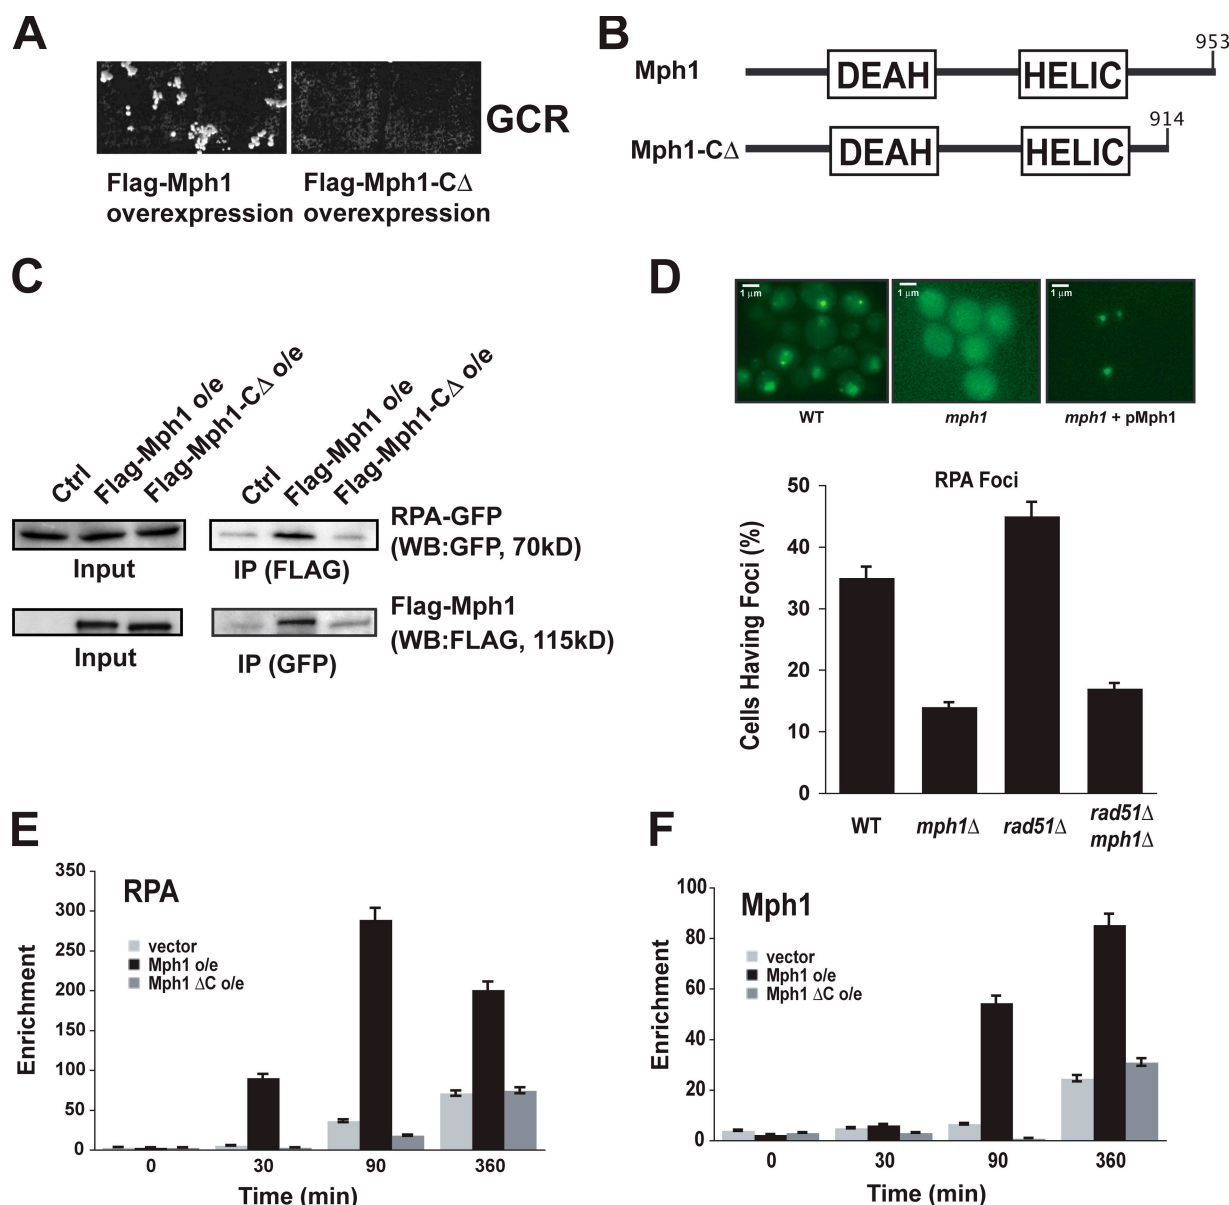 A
GCR
Flag-Mph1
overexpression
Flag-Mph1-CΔ
overexpression
B
Mph1
DEAH
HELIC
953
Mph1-CΔ
DEAH
HELIC
914
C
Ctrl
Flag-Mph1 o/e
Flag-Mph1-CΔ o/e
Ctrl
Flag-Mph1 o/e
Flag-Mph1-CΔ o/e
Input
IP (FLAG)
RPA-GFP
(WB:GFP, 70kD)
Input
IP (GFP)
Flag-Mph1
(WB:FLAG, 115kD)
D
1 μm
1 μm
1 μm
WT
mph1
mph1 + pMph1
RPA Foci
Cells Having Foci (%)
50
40
30
20
10
0
WT
mph1Δ
rad51Δ
rad51Δ
mph1Δ
E
RPA
Enrichment
350
300
250
200
150
100
50
0
vector
Mph1 o/e
Mph1 ΔC o/e
0
30
90
360
Time (min)
F
Mph1
Enrichment
100
80
60
40
20
0
vector
Mph1 o/e
Mph1 ΔC o/e
0
30
90
360
Time (min)